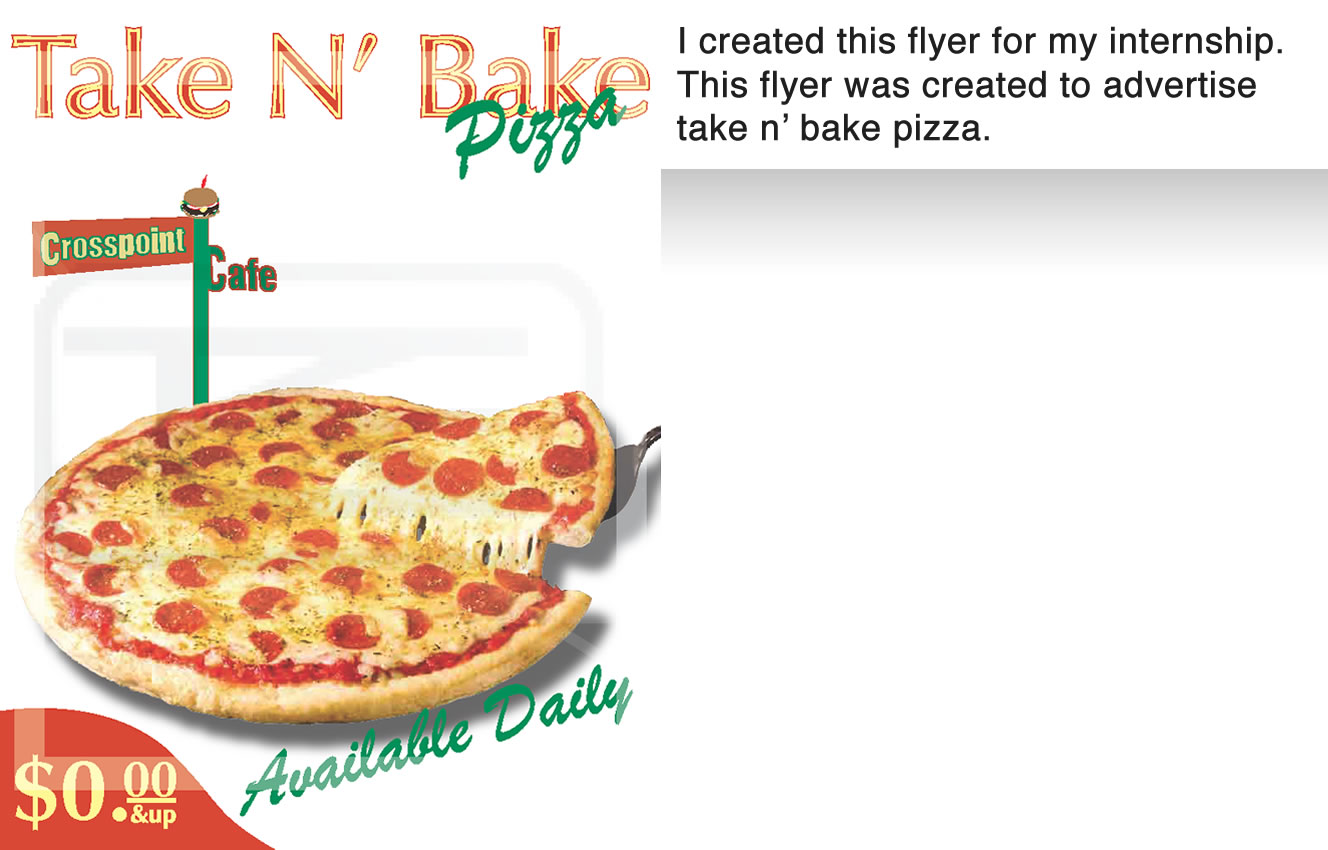 Take N' Bake
Pizza
Crosspoint
Cafe
Available Daily
$0.00
&up
I created this flyer for my internship.
This flyer was created to advertise
take n’ bake pizza.